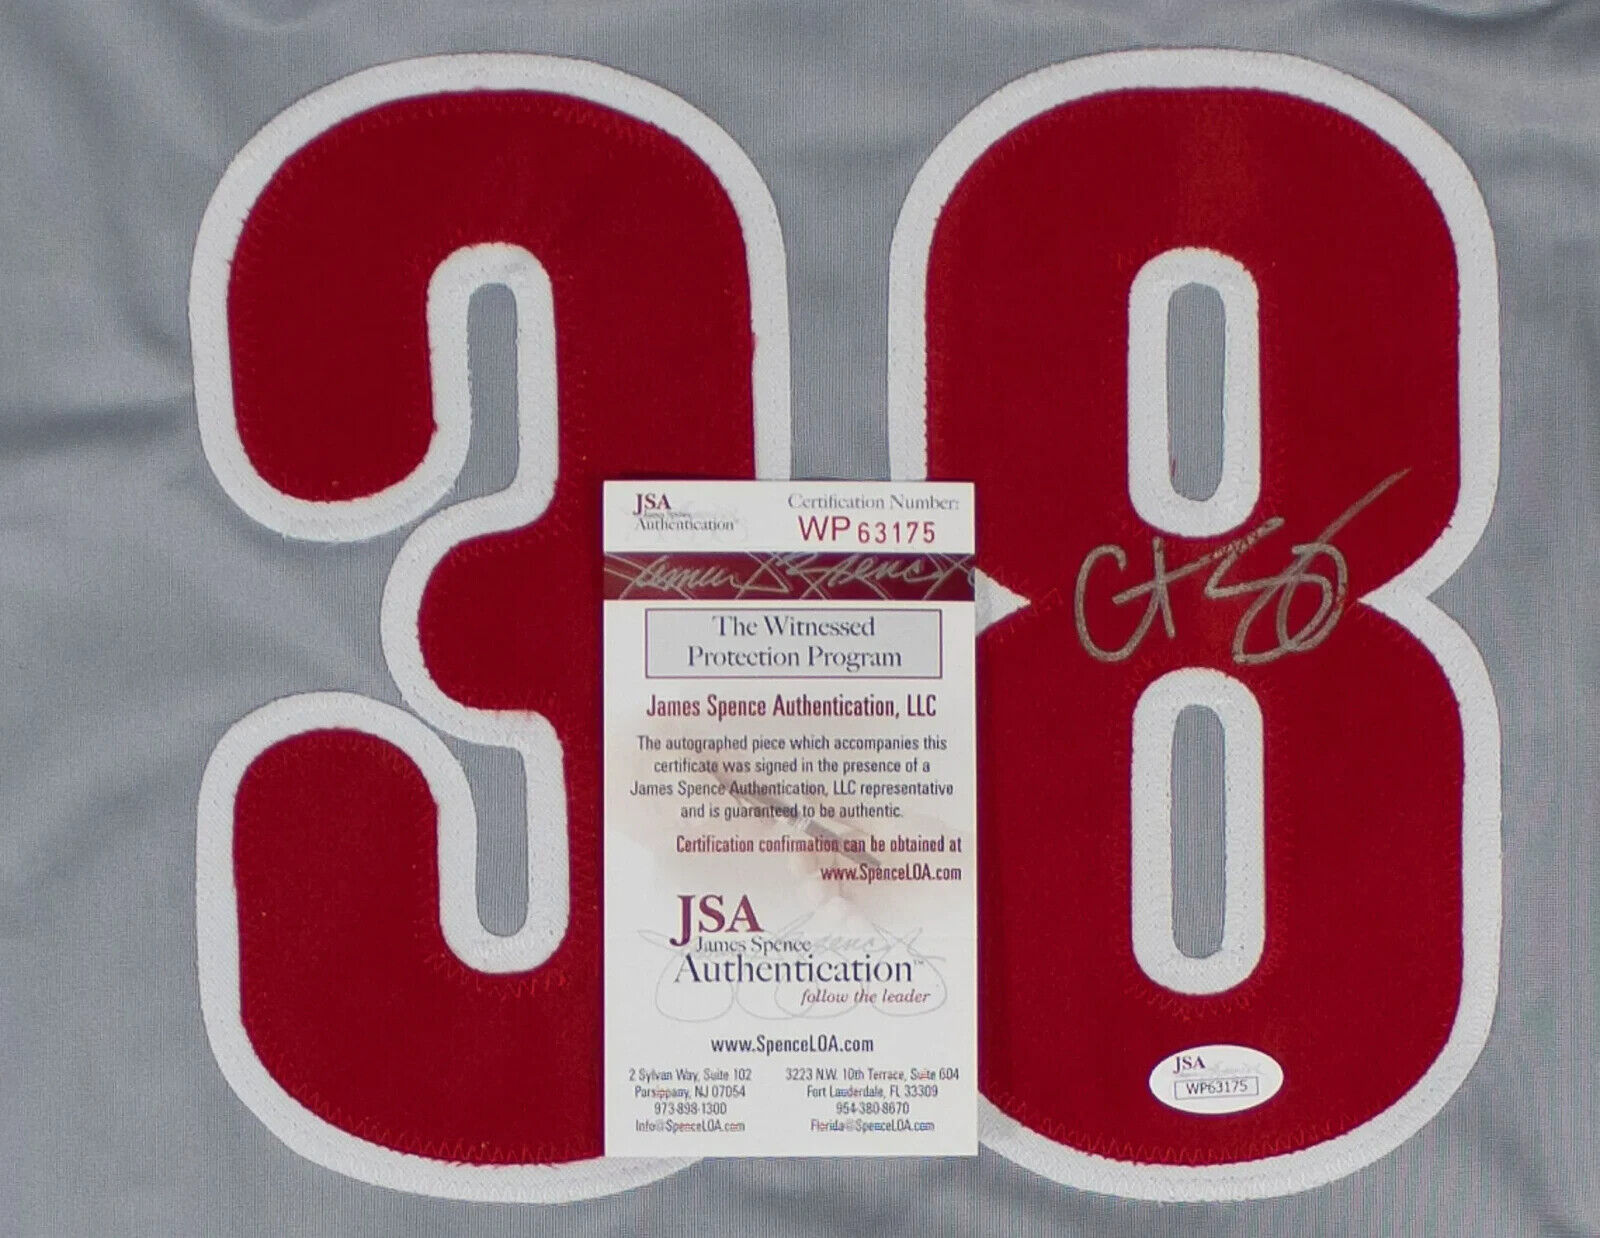 38
JSA
Authentication™
Certification Number:
WP 63175
The Witnessed
Protection Program
James Spence Authentication, LLC
The autographed piece which accompanies this
certificate was signed in the presence of a
James Spence Authentication, LLC representative
and is guaranteed to be authentic.
Certification confirmation can be obtained at
www.SpenceLOA.com
JSA
James Spence
Authentication™
follow the leader
www.SpenceLOA.com
2 Sylvan Way, Suite 102
Parsippany, NJ 07054
973-898-1300
Info@SpenceLOA.com
3223 N.W. 10th Terrace, Suite 604
Fort Lauderdale, FL 33309
954-380-8670
Florida@SpenceLOA.com
JSA
WP63175